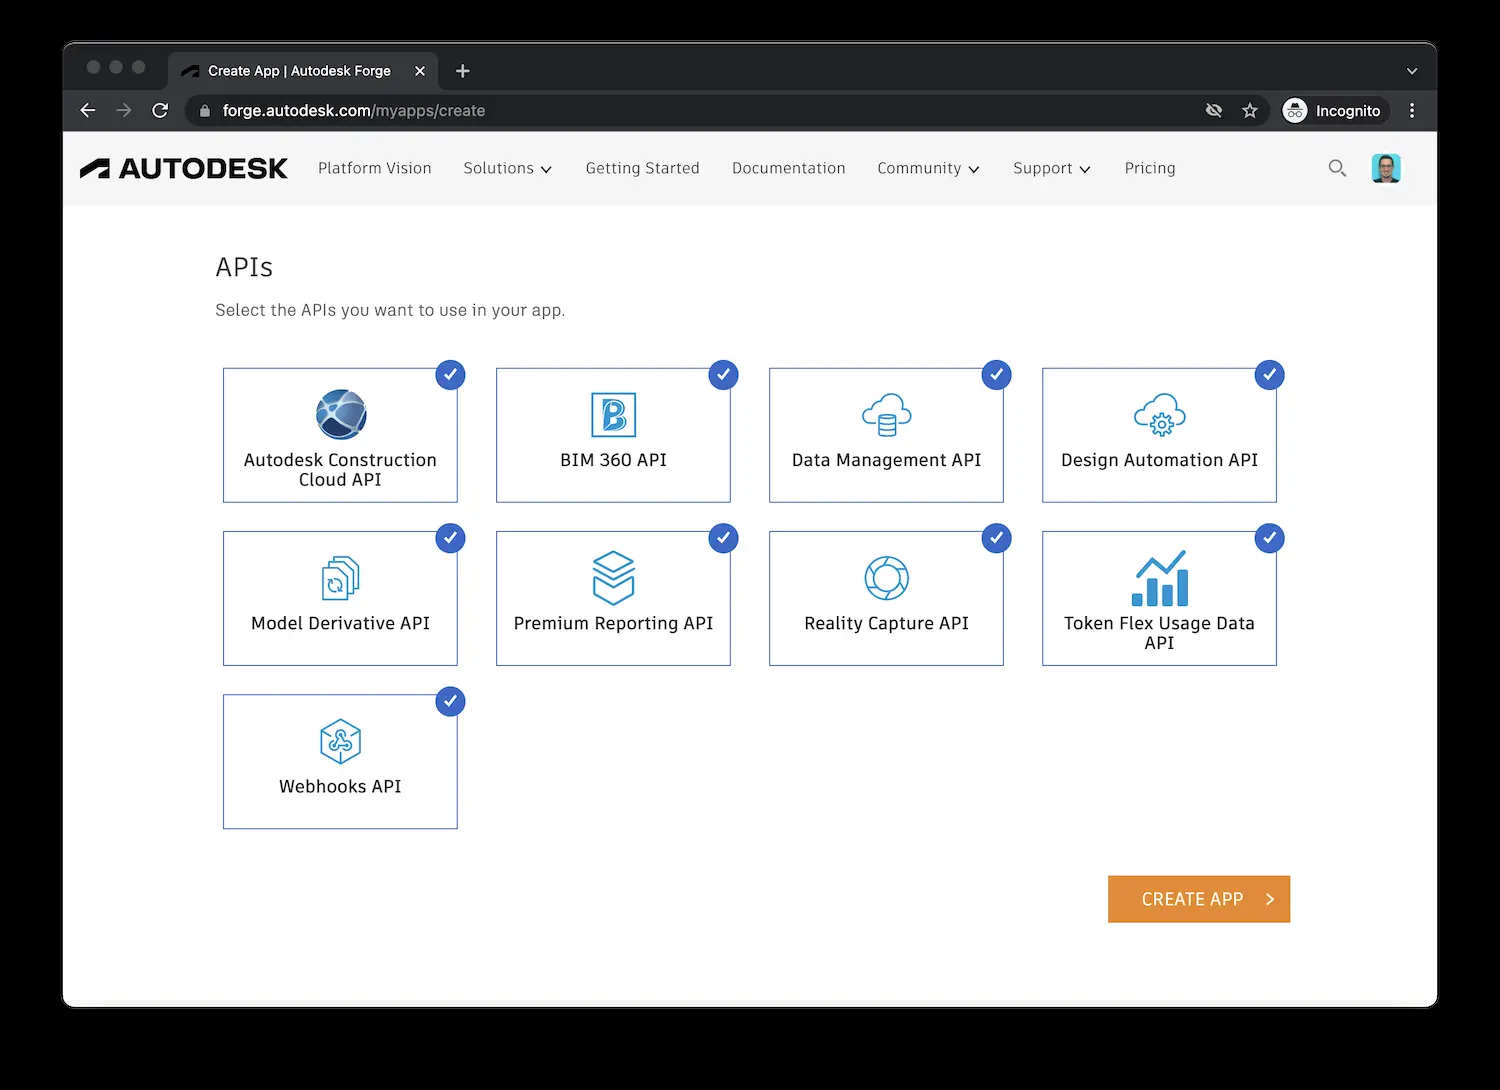 Create App | Autodesk Forge
forge.autodesk.com/myapps/create
Incognito
AUTODESK
Platform Vision
Solutions
Getting Started
Documentation
Community
Support
Pricing
APIs
Select the APIs you want to use in your app.
Autodesk Construction
Cloud API
BIM 360 API
Data Management API
Design Automation API
Model Derivative API
Premium Reporting API
Reality Capture API
Token Flex Usage Data
API
Webhooks API
CREATE APP